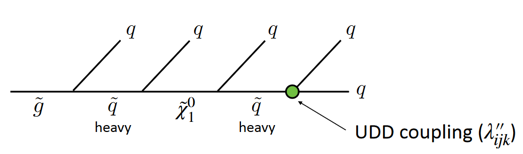 q q q q
q
g̃ q̃ χ̃⁰₁ q̃
heavy heavy
UDD coupling (λ''ᵢⱼₖ)